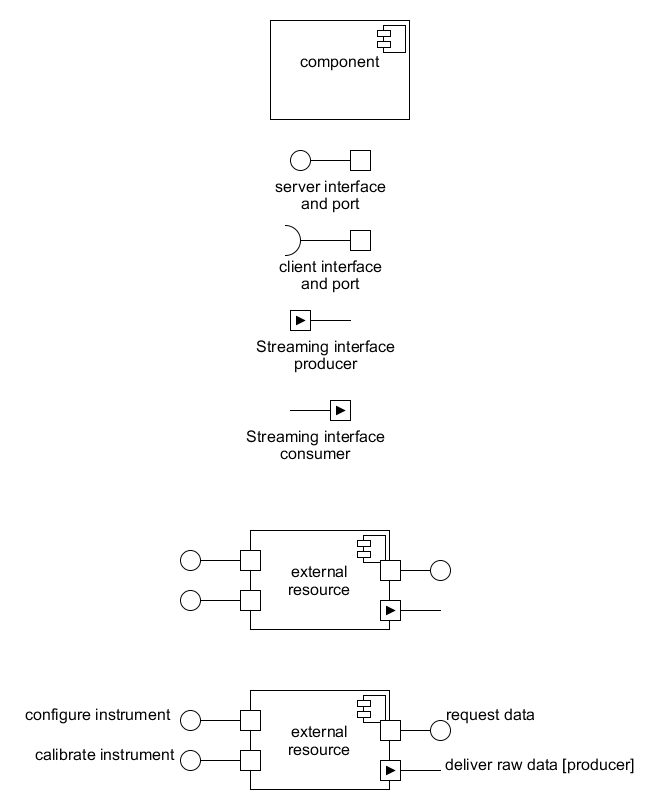 component
server interface
and port
client interface
and port
Streaming interface
producer
Streaming interface
consumer
external
resource
configure instrument
calibrate instrument
external
resource
request data
deliver raw data [producer]